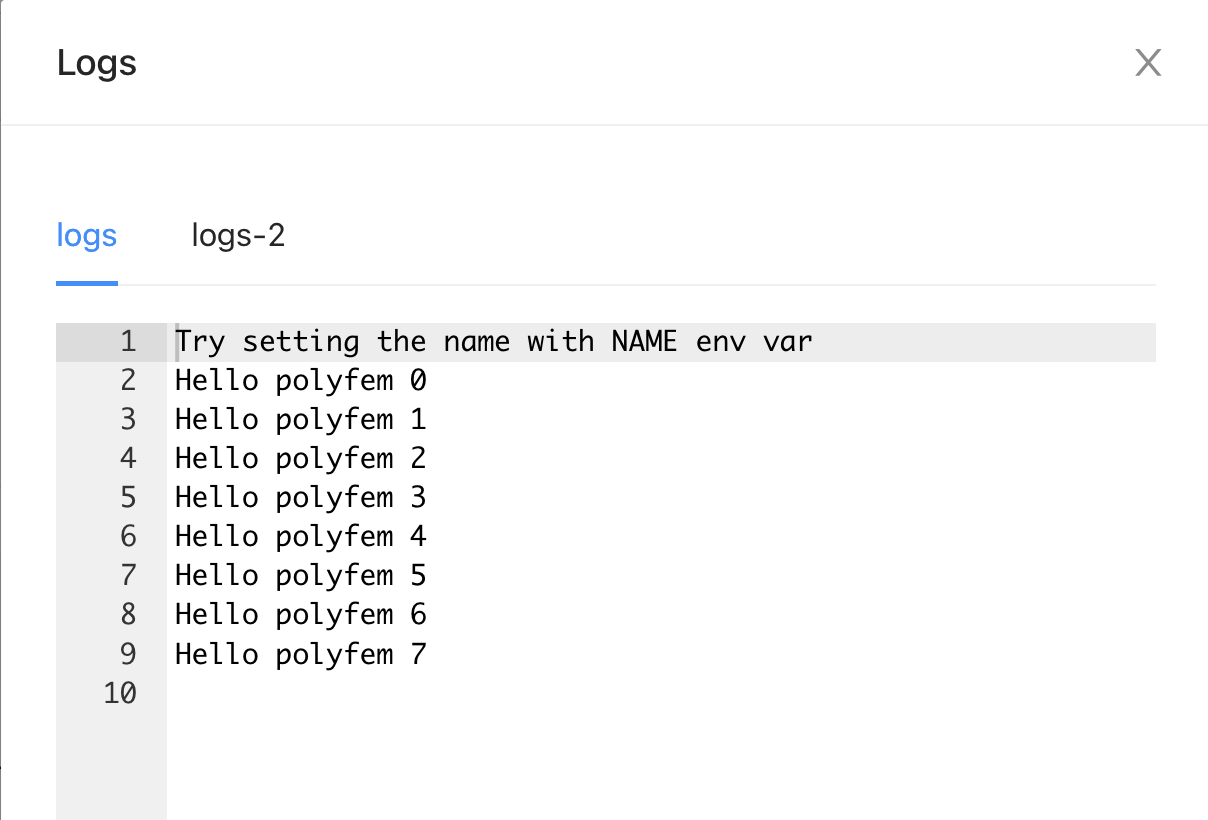 Logs
X
logs logs-2
1 Try setting the name with NAME env var
2 Hello polyfem 0
3 Hello polyfem 1
4 Hello polyfem 2
5 Hello polyfem 3
6 Hello polyfem 4
7 Hello polyfem 5
8 Hello polyfem 6
9 Hello polyfem 7
10